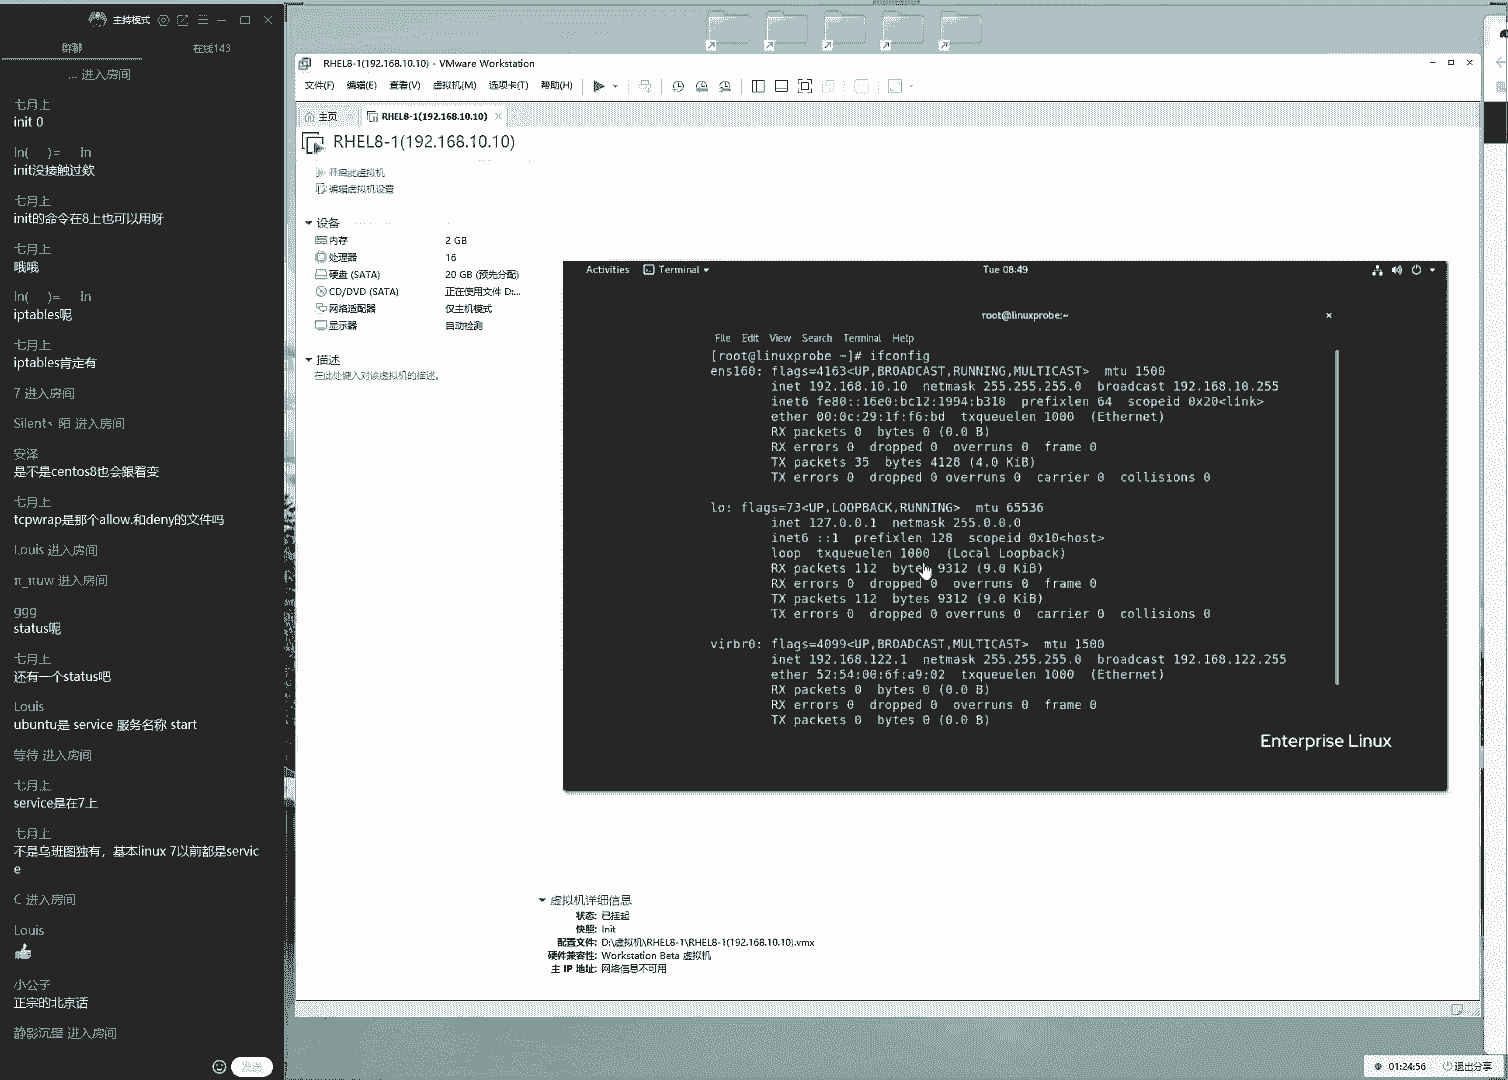 主持模式
群聊
在线143
... 进入房间
七月上
init 0
ln( )= ln
init没接触过欸
七月上
init的命令在8上也可以用呀
七月上
哦哦
ln( )= ln
iptables呢
七月上
iptables肯定有
7 进入房间
Silent、陌 进入房间
安泽
是不是centos8也会跟着变
七月上
tcpwrap是那个allow.和deny的文件吗
Louis 进入房间
π_πuw 进入房间
ggg
status呢
七月上
还有一个status吧
Louis
ubuntu是 service 服务名称 start
等待 进入房间
七月上
service是在7上
七月上
不是乌班图独有，基本linux 7以前都是servic
e
C 进入房间
Louis
小公子
正宗的北京话
静影沉璧 进入房间
发送
RHEL8-1(192.168.10.10) - VMware Workstation
文件(F) 编辑(E) 查看(V) 虚拟机(M) 选项卡(T) 帮助(H)
主页
RHEL8-1(192.168.10.10)
RHEL8-1(192.168.10.10)
开启此虚拟机
编辑虚拟机设置
设备
内存 2 GB
处理器 16
硬盘 (SATA) 20 GB (预先分配)
CD/DVD (SATA) 正在使用文件 D:...
网络适配器 仅主机模式
显示器 自动检测
描述
在此处键入对该虚拟机的描述。
Activities Terminal Tue 08:49
root@linuxprobe:~
File Edit View Search Terminal Help
[root@linuxprobe ~]# ifconfig
ens160: flags=4163<UP,BROADCAST,RUNNING,MULTICAST> mtu 1500
inet 192.168.10.10 netmask 255.255.255.0 broadcast 192.168.10.255
inet6 fe80::16e0:bc12:1994:b310 prefixlen 64 scopeid 0x20<link>
ether 00:0c:29:1f:f6:bd txqueuelen 1000 (Ethernet)
RX packets 0 bytes 0 (0.0 B)
RX errors 0 dropped 0 overruns 0 frame 0
TX packets 35 bytes 4128 (4.0 KiB)
TX errors 0 dropped 0 overruns 0 carrier 0 collisions 0
lo: flags=73<UP,LOOPBACK,RUNNING> mtu 65536
inet 127.0.0.1 netmask 255.0.0.0
inet6 ::1 prefixlen 128 scopeid 0x10<host>
loop txqueuelen 1000 (Local Loopback)
RX packets 112 bytes 9312 (9.0 KiB)
RX errors 0 dropped 0 overruns 0 frame 0
TX packets 112 bytes 9312 (9.0 KiB)
TX errors 0 dropped 0 overruns 0 carrier 0 collisions 0
virbr0: flags=4099<UP,BROADCAST,MULTICAST> mtu 1500
inet 192.168.122.1 netmask 255.255.255.0 broadcast 192.168.122.255
ether 52:54:00:6f:a9:02 txqueuelen 1000 (Ethernet)
RX packets 0 bytes 0 (0.0 B)
RX errors 0 dropped 0 overruns 0 frame 0
TX packets 0 bytes 0 (0.0 B)
Enterprise Linux
虚拟机详细信息
状态: 已挂起
快照: Init
配置文件: D:\虚拟机\RHEL8-1\RHEL8-1(192.168.10.10).vmx
硬件兼容性: Workstation Beta 虚拟机
主 IP 地址: 网络信息不可用
01:24:56 退出分享